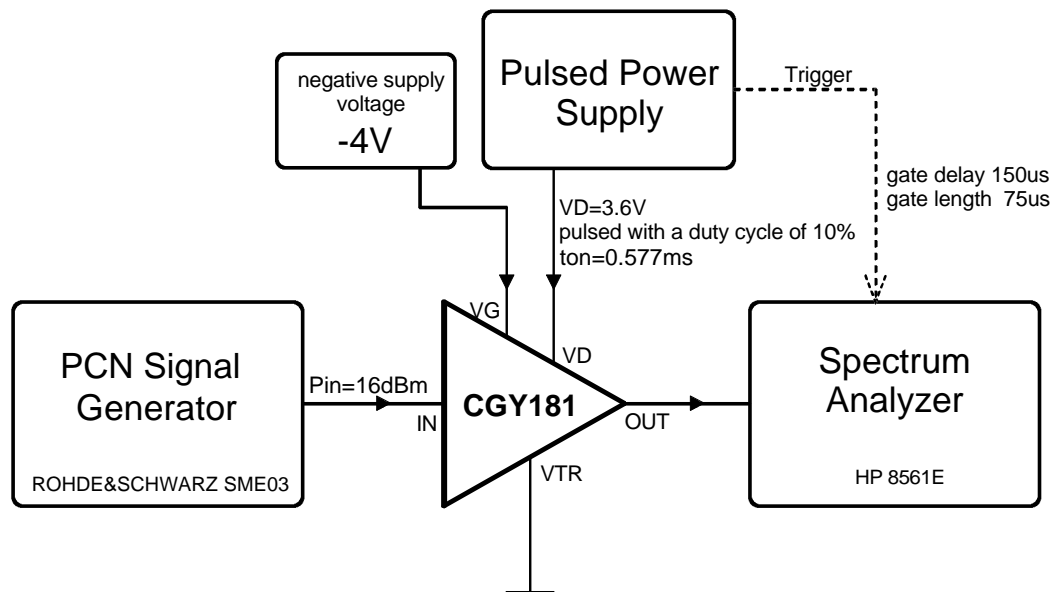 negative supply
voltage
-4V
Pulsed Power
Supply
Trigger
gate delay 150us
gate length  75us
VD=3.6V
pulsed with a duty cycle of 10%
ton=0.577ms
PCN Signal
Generator
ROHDE&SCHWARZ SME03
Pin=16dBm
IN
VG
VD
CGY181
OUT
VTR
Spectrum
Analyzer
HP 8561E